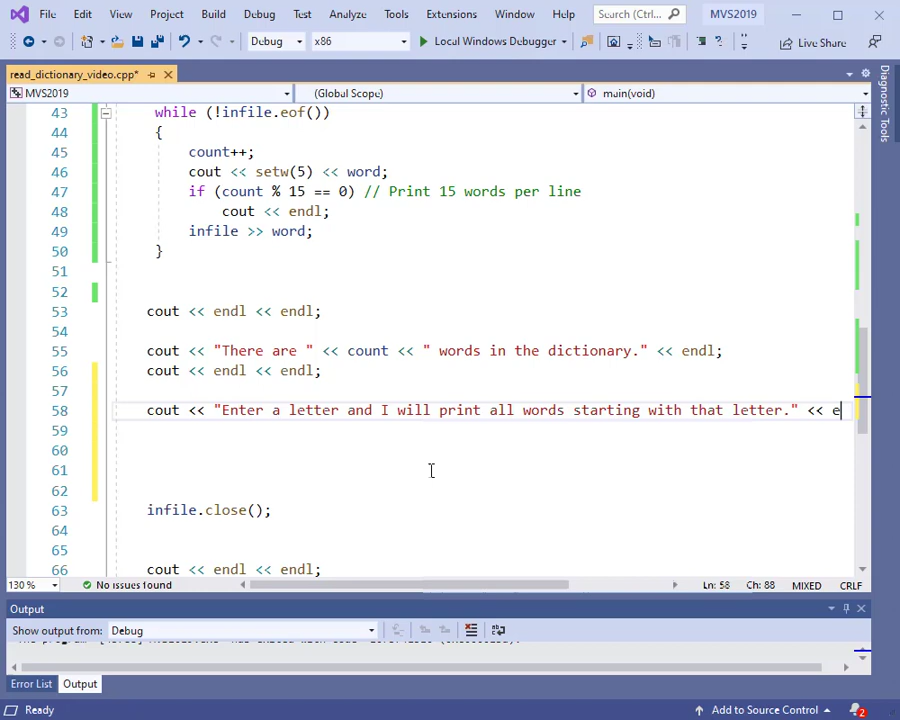 File Edit View Project Build Debug Test Analyze Tools Extensions Window Help Search (Ctrl... MVS2019
Debug x86 Local Windows Debugger Live Share
read_dictionary_video.cpp*
MVS2019 (Global Scope) main(void)
Diagnostic Tools
43 while (!infile.eof())
44 {
45 count++;
46 cout << setw(5) << word;
47 if (count % 15 == 0) // Print 15 words per line
48 cout << endl;
49 infile >> word;
50 }
51
52
53 cout << endl << endl;
54
55 cout << "There are " << count << " words in the dictionary." << endl;
56 cout << endl << endl;
57
58 cout << "Enter a letter and I will print all words starting with that letter." << e
59
60
61
62
63 infile.close();
64
65
66 cout << endl << endl;
130 % No issues found Ln: 58 Ch: 88 MIXED CRLF
Output
Show output from: Debug
Error List Output
Ready Add to Source Control 2